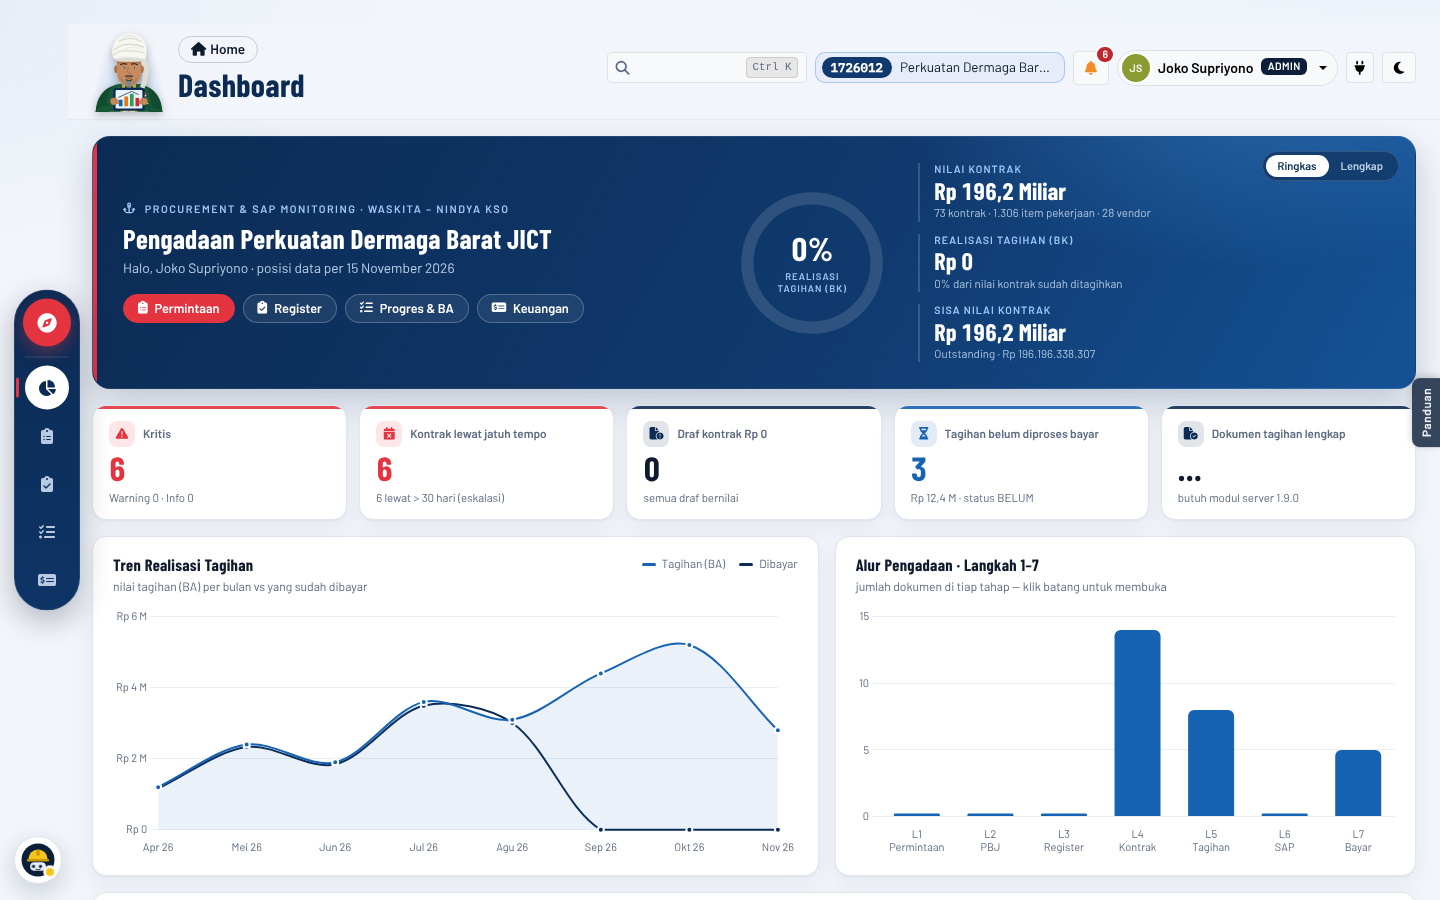 Home
Dashboard
Ctrl K
1726012 Perkuatan Dermaga Bar...
6
JS Joko Supriyono ADMIN
Ringkas Lengkap
PROCUREMENT & SAP MONITORING · WASKITA – NINDYA KSO
Pengadaan Perkuatan Dermaga Barat JICT
Halo, Joko Supriyono · posisi data per 15 November 2026
Permintaan Register Progres & BA Keuangan
0%
REALISASI
TAGIHAN (BK)
NILAI KONTRAK
Rp 196,2 Miliar
73 kontrak · 1.306 item pekerjaan · 28 vendor
REALISASI TAGIHAN (BK)
Rp 0
0% dari nilai kontrak sudah ditagihkan
SISA NILAI KONTRAK
Rp 196,2 Miliar
Outstanding · Rp 196.196.338.307
Panduan
Kritis
6
Warning 0 · Info 0
Kontrak lewat jatuh tempo
6
6 lewat > 30 hari (eskalasi)
Draf kontrak Rp 0
0
semua draf bernilai
Tagihan belum diproses bayar
3
Rp 12,4 M · status BELUM
Dokumen tagihan lengkap
...
butuh modul server 1.9.0
Tren Realisasi Tagihan
nilai tagihan (BA) per bulan vs yang sudah dibayar
Tagihan (BA) Dibayar
Rp 6 M
Rp 4 M
Rp 2 M
Rp 0
Apr 26 Mei 26 Jun 26 Jul 26 Agu 26 Sep 26 Okt 26 Nov 26
Alur Pengadaan · Langkah 1–7
jumlah dokumen di tiap tahap — klik batang untuk membuka
15
10
5
0
L1 L2 L3 L4 L5 L6 L7
Permintaan PBJ Register Kontrak Tagihan SAP Bayar